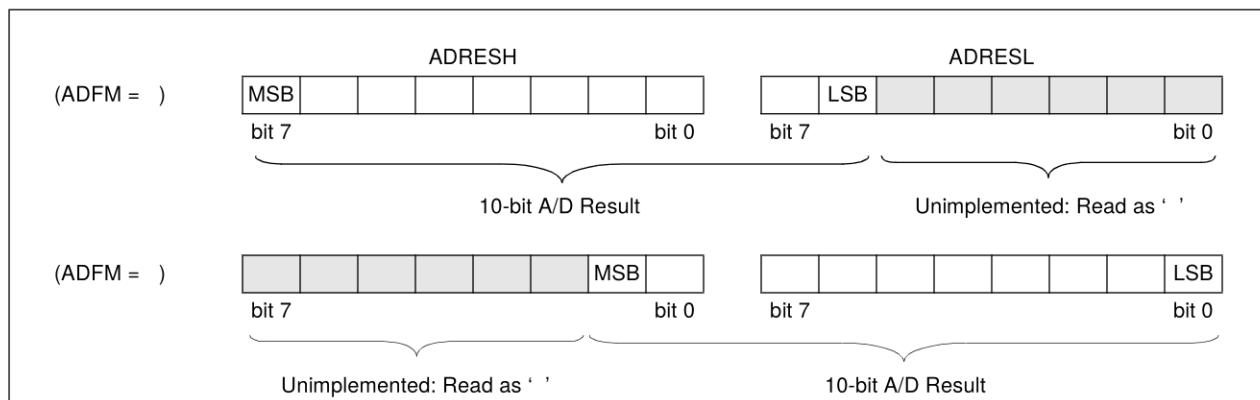 ADRESH ADRESL
(ADFM = ) MSB LSB
bit 7 bit 0 bit 7 bit 0
10-bit A/D Result Unimplemented: Read as ‘ ’
(ADFM = ) MSB LSB
bit 7 bit 0 bit 7 bit 0
Unimplemented: Read as ‘ ’ 10-bit A/D Result